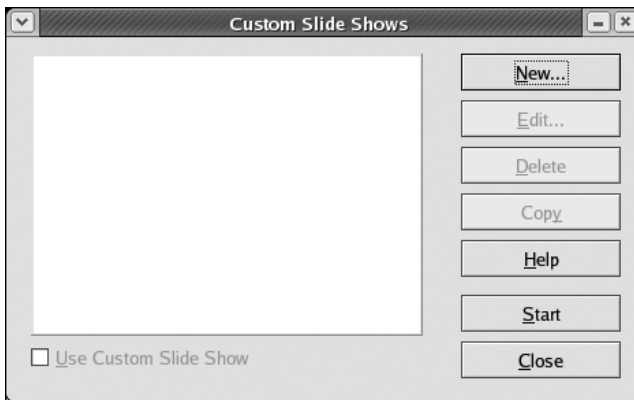 Custom Slide Shows
New...
Edit...
Delete
Copy
Help
Start
Use Custom Slide Show
Close